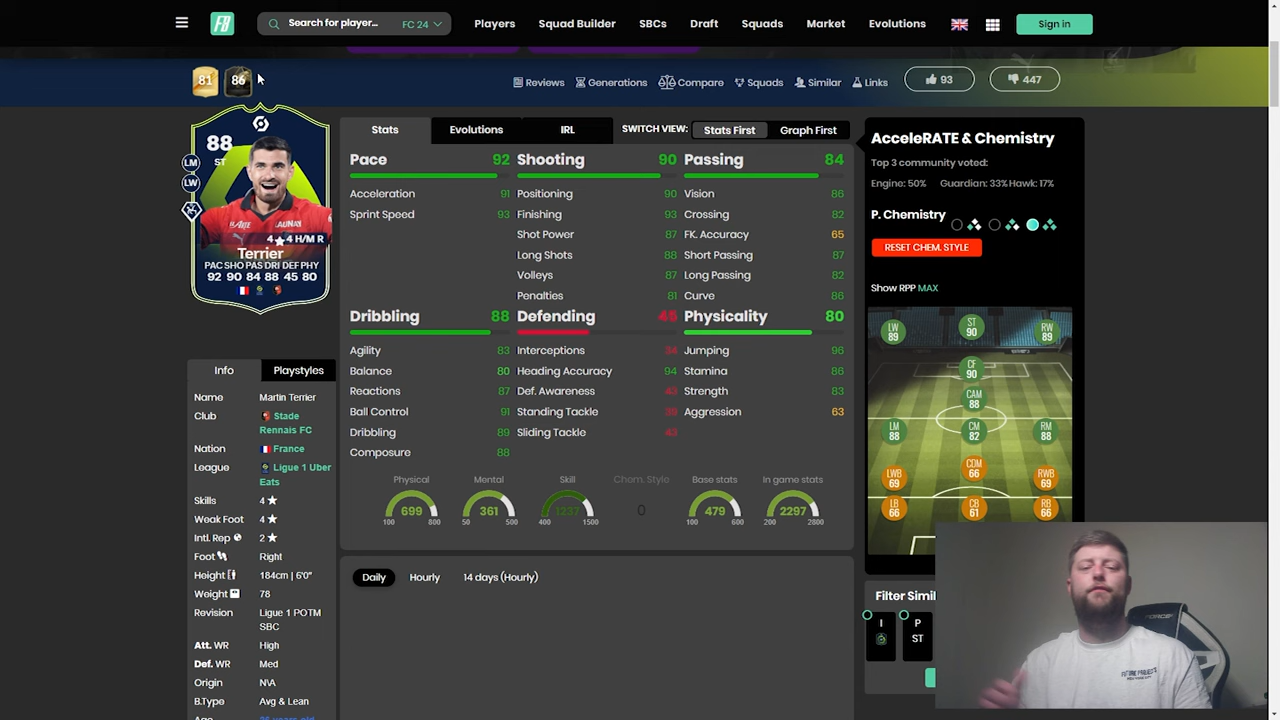 Search for player...
FC 24
Players
Squad Builder
SBCs
Draft
Squads
Market
Evolutions
Sign in
81
86
Reviews
Generations
Compare
Squads
Similar
Links
93
447
88
ST
LM
LW
4★ 4 H/M R
Terrier
PAC SHO PAS DRI DEF PHY
92 90 84 88 45 80
Stats
Evolutions
IRL
SWITCH VIEW:
Stats First
Graph First
Pace 92
Acceleration 91
Sprint Speed 93
Shooting 90
Positioning 90
Finishing 93
Shot Power 87
Long Shots 88
Volleys 87
Penalties 81
Passing 84
Vision 86
Crossing 82
FK. Accuracy 65
Short Passing 87
Long Passing 82
Curve 86
Dribbling 88
Agility 83
Balance 80
Reactions 87
Ball Control 91
Dribbling 89
Composure 88
Defending 45
Interceptions 34
Heading Accuracy 94
Def. Awareness 43
Standing Tackle
Sliding Tackle 43
Physicality 80
Jumping 96
Stamina 86
Strength 83
Aggression 63
Physical
699
100 800
Mental
361
50 500
Skill
1237
400 1500
Chem. Style
0
Base stats
479
100 600
In game stats
2297
200 2800
Daily
Hourly
14 days (Hourly)
Info
Playstyles
Name Martin Terrier
Club Stade
Rennais FC
Nation France
League Ligue 1 Uber
Eats
Skills 4 ★
Weak Foot 4 ★
Intl. Rep 2 ★
Foot Right
Height 184cm | 6'0"
Weight 78
Revision Ligue 1 POTM
SBC
Att. WR High
Def. WR Med
Origin N\A
B.Type Avg & Lean
AcceleRATE & Chemistry
Top 3 community voted:
Engine: 50% Guardian: 33% Hawk: 17%
P. Chemistry
RESET CHEM. STYLE
Show RPP MAX
LW
89
ST
90
RW
89
CF
90
CAM
88
LM
88
CM
82
RM
88
LWB
69
CDM
66
RWB
69
LB
66
CB
61
RB
66
Filter Simil
I
P
ST
FORCE
FUTURE PROJECTS